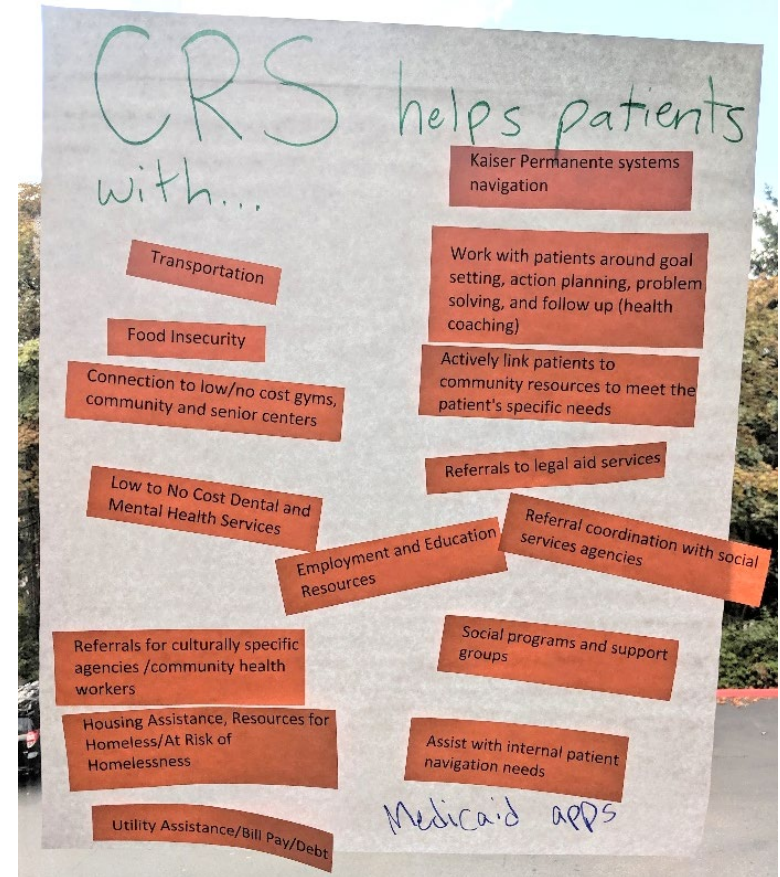 CRS helps patients
with...
Kaiser Permanente systems
navigation
Transportation
Work with patients around goal
setting, action planning, problem
solving, and follow up (health
coaching)
Food Insecurity
Actively link patients to
community resources to meet the
patient's specific needs
Connection to low/no cost gyms,
community and senior centers
Referrals to legal aid services
Low to No Cost Dental and
Mental Health Services
Referral coordination with social
services agencies
Employment and Education
Resources
Referrals for culturally specific
agencies /community health
workers
Social programs and support
groups
Housing Assistance, Resources for
Homeless/At Risk of
Homelessness
Assist with internal patient
navigation needs
Utility Assistance/Bill Pay/Debt
Medicaid apps